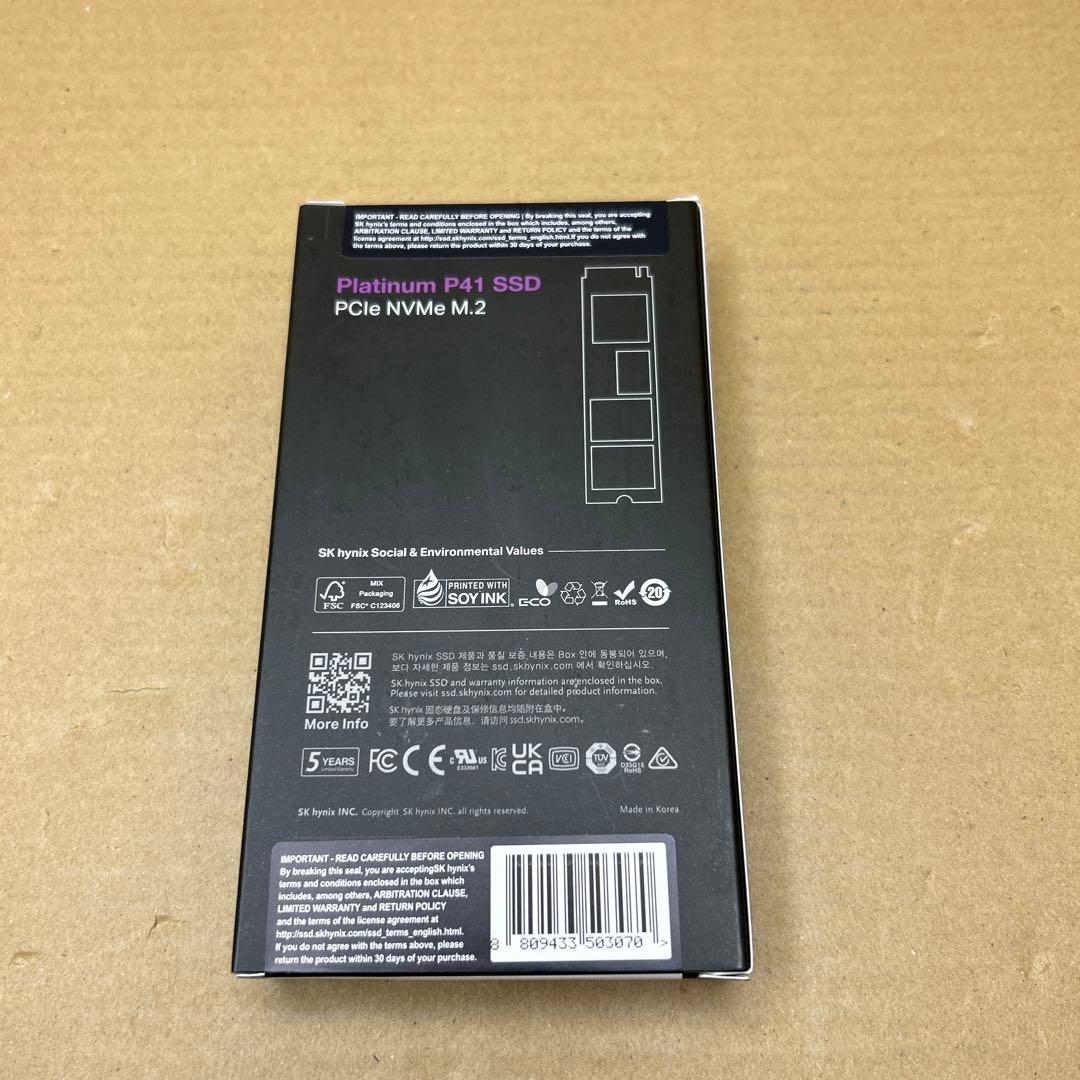 IMPORTANT - READ CAREFULLY BEFORE OPENING | By breaking this seal, you are accepting
SK hynix's terms and conditions enclosed in the box which includes, among others,
ARBITRATION CLAUSE, LIMITED WARRANTY and RETURN POLICY and the terms of the
license agreement at http://ssd.skhynix.com/ssd_terms_english.html.If you do not agree with
the terms above, please return the product within 30 days of your purchase.
Platinum P41 SSD
PCIe NVMe M.2
SK hynix Social & Environmental Values
FSC
MIX
Packaging
FSC® C123406
PRINTED WITH
SOY INK
ECO
RoHS
20
SK hynix SSD 제품과 품질 보증 내용은 Box 안에 동봉되어 있으며,
보다 자세한 제품 정보는 ssd.skhynix.com 에서 확인하십시오.
SK hynix SSD and warranty information are enclosed in the box.
Please visit ssd.skhynix.com for detailed product information.
SK hynix 固态硬盘及保修信息均随附在盒中。
要了解更多产品信息，请访问 ssd.skhynix.com。
More Info
5 YEARS
Limited Warranty
FC CE
c UL us
E333981
UK
CA
VCI
TÜV
D33015
RoHS
SK hynix INC. Copyright SK hynix INC. all rights reserved.
Made in Korea
IMPORTANT - READ CAREFULLY BEFORE OPENING
By breaking this seal, you are acceptingSK hynix's
terms and conditions enclosed in the box which
includes, among others, ARBITRATION CLAUSE,
LIMITED WARRANTY and RETURN POLICY
and the terms of the license agreement at
http://ssd.skhynix.com/ssd_terms_english.html.
If you do not agree with the terms above, please
return the product within 30 days of your purchase.
8 809433 503070 >